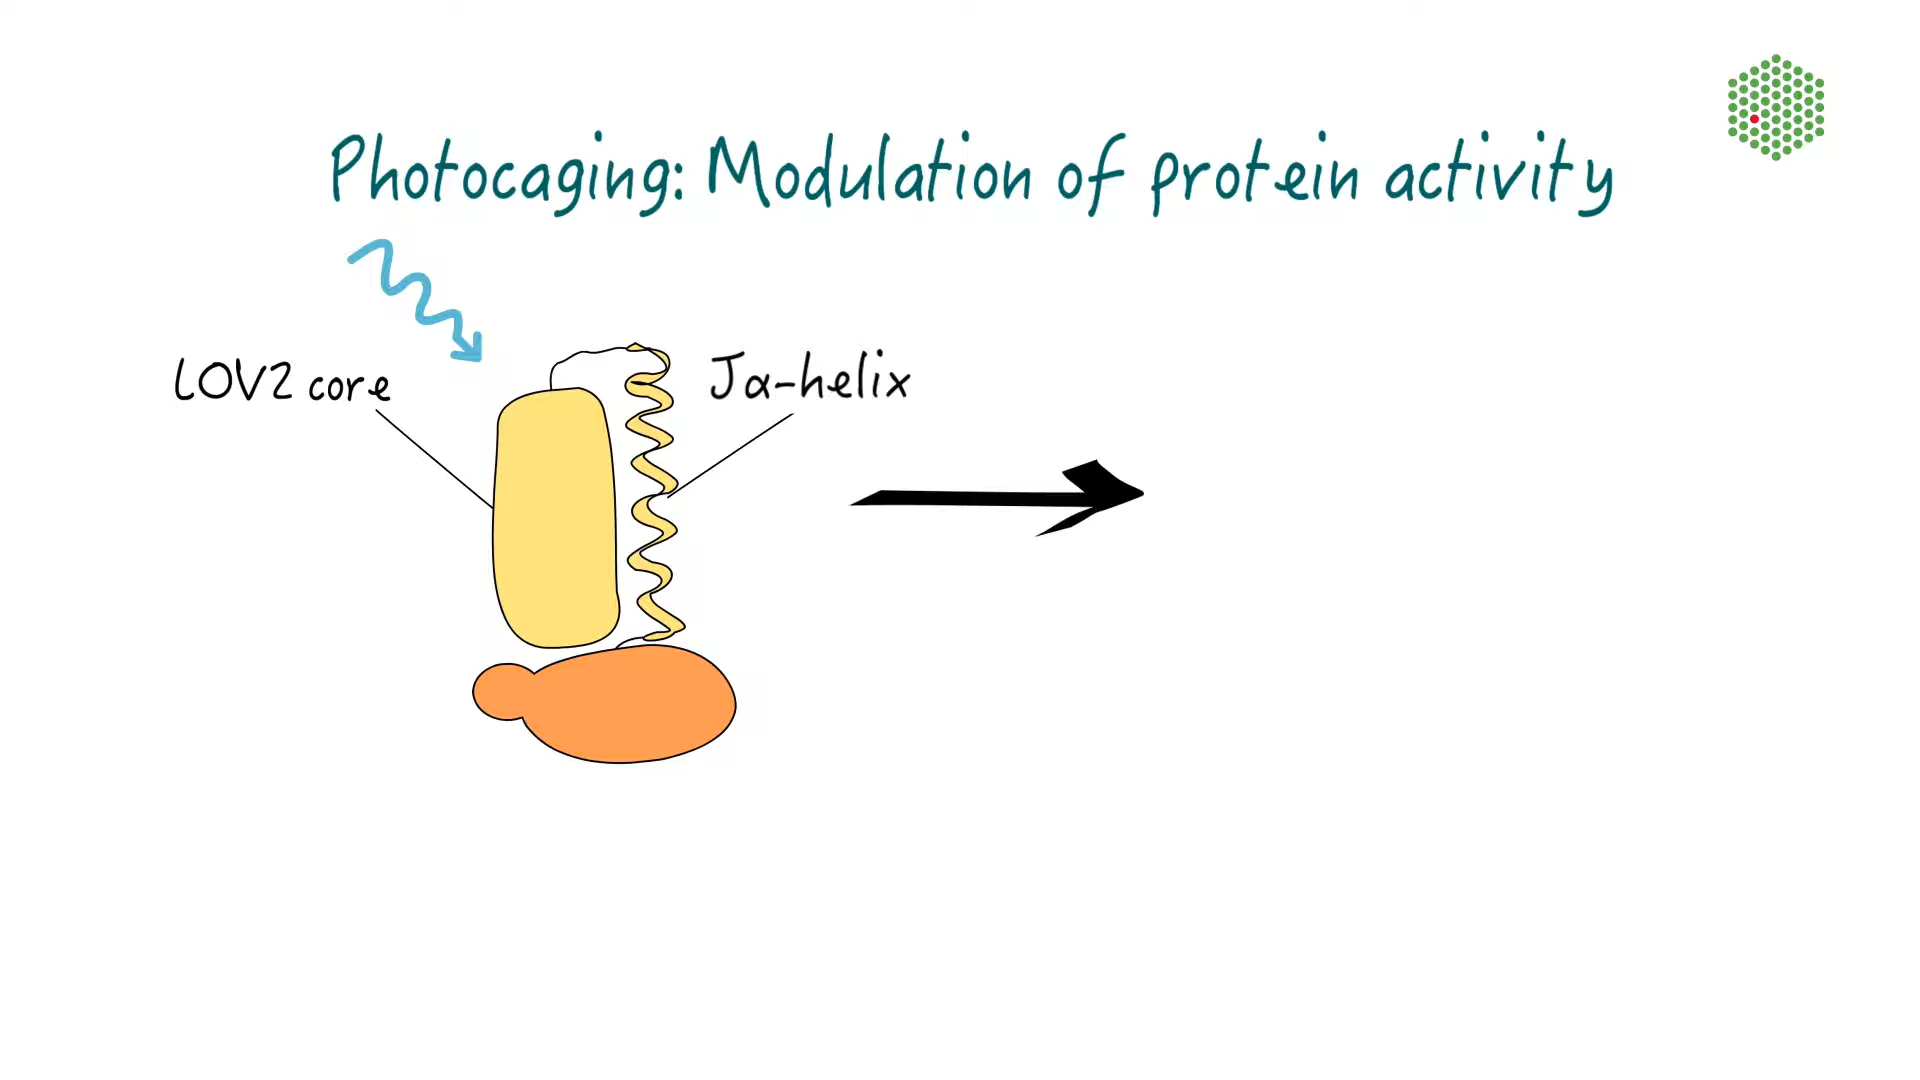 Photocaging: Modulation of protein activity
LOV2 core
Jα-helix